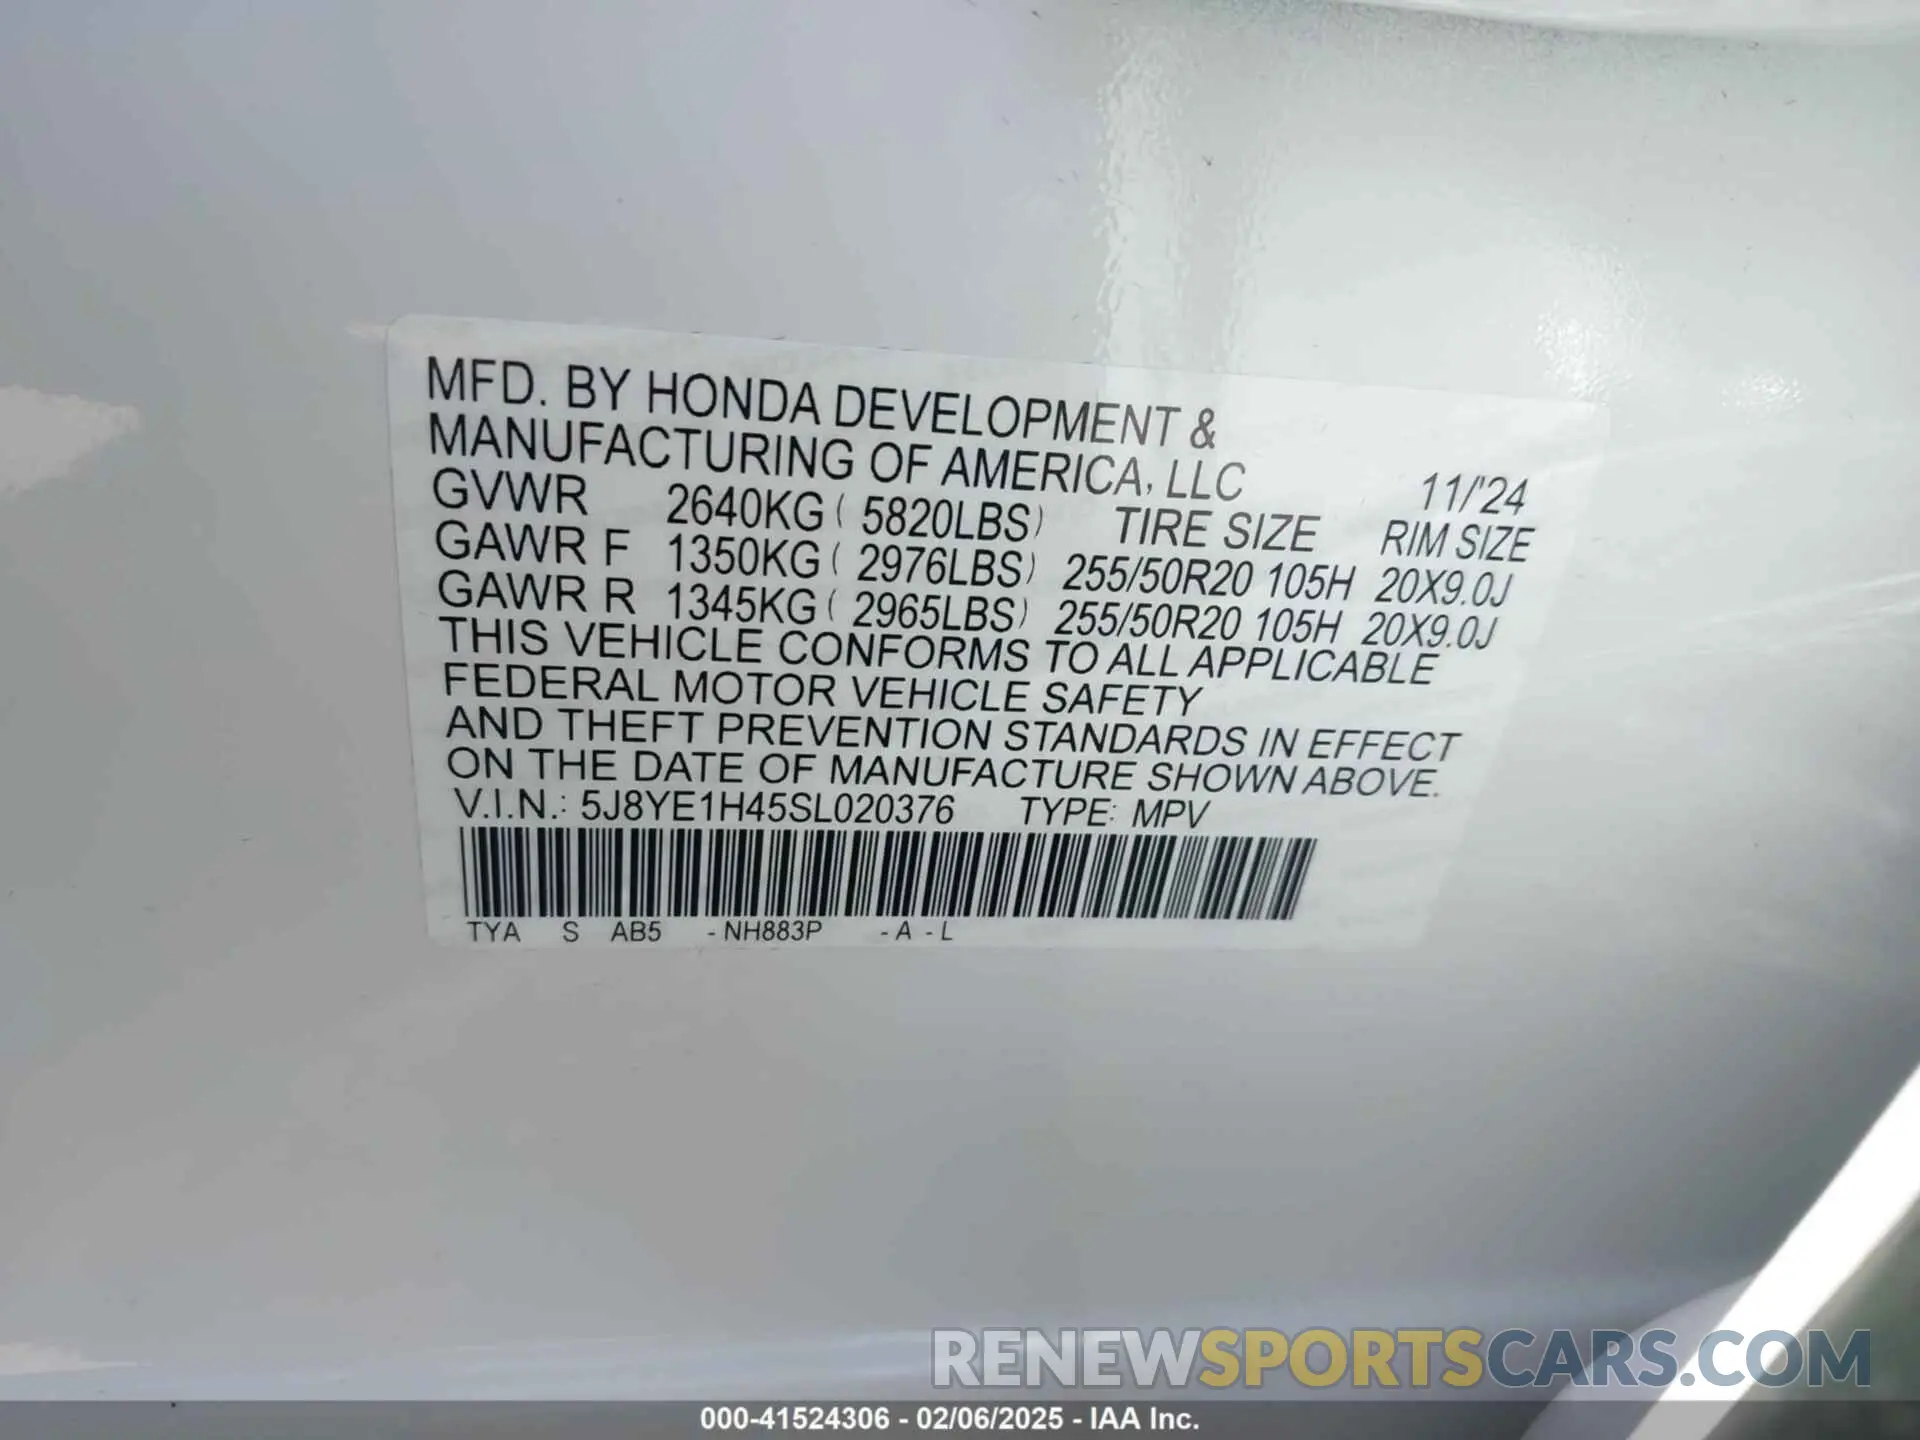 MFD. BY HONDA DEVELOPMENT &
MANUFACTURING OF AMERICA, LLC 11/'24
GVWR 2640KG ( 5820LBS) TIRE SIZE RIM SIZE
GAWR F 1350KG ( 2976LBS) 255/50R20 105H 20X9.0J
GAWR R 1345KG ( 2965LBS) 255/50R20 105H 20X9.0J
THIS VEHICLE CONFORMS TO ALL APPLICABLE
FEDERAL MOTOR VEHICLE SAFETY
AND THEFT PREVENTION STANDARDS IN EFFECT
ON THE DATE OF MANUFACTURE SHOWN ABOVE.
V.I.N.: 5J8YE1H45SL020376 TYPE: MPV
TYA S AB5 - NH883P - A - L
RENEWSPORTSCARS.COM
000-41524306 - 02/06/2025 - IAA Inc.